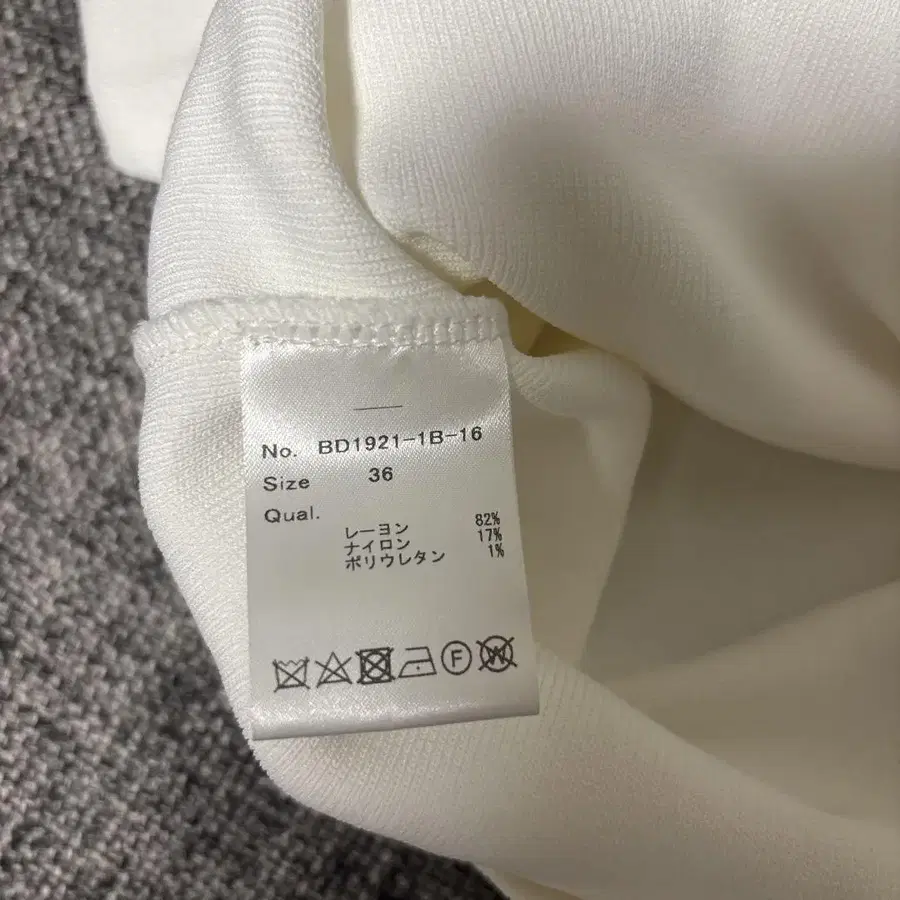 No. BD1921-1B-16
Size 36
Qual.
レーヨン 82%
ナイロン 17%
ポリウレタン 1%
F W